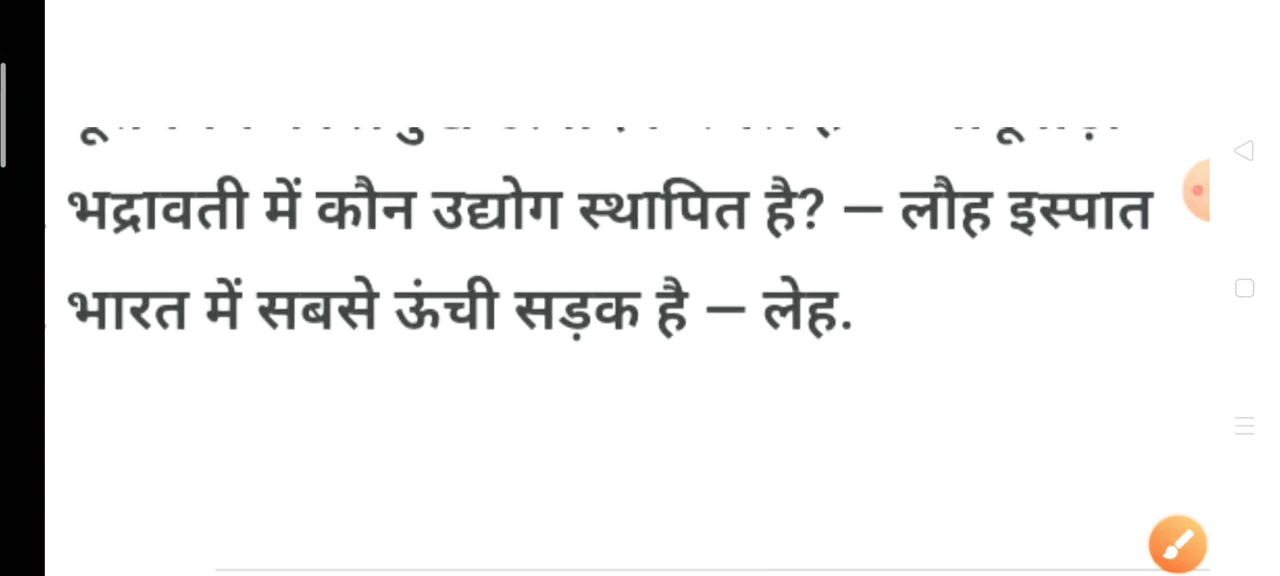 भद्रावती में कौन उद्योग स्थापित है? – लौह इस्पात
भारत में सबसे ऊंची सड़क है – लेह.